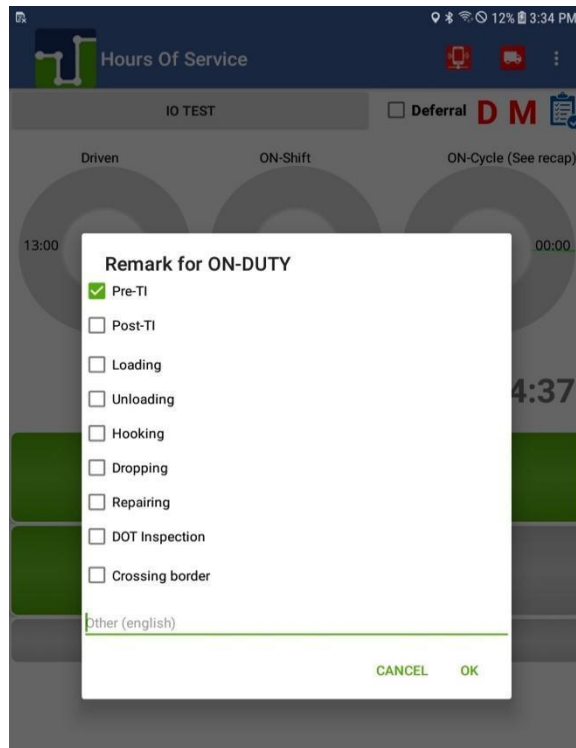 12% 3:34 PM
Hours Of Service
IO TEST
Deferral D M
Driven ON-Shift ON-Cycle (See recap)
13:00 00:00
Remark for ON-DUTY
Pre-TI
Post-TI
Loading
Unloading
4:37
Hooking
Dropping
Repairing
DOT Inspection
Crossing border
Other (english)
CANCEL OK